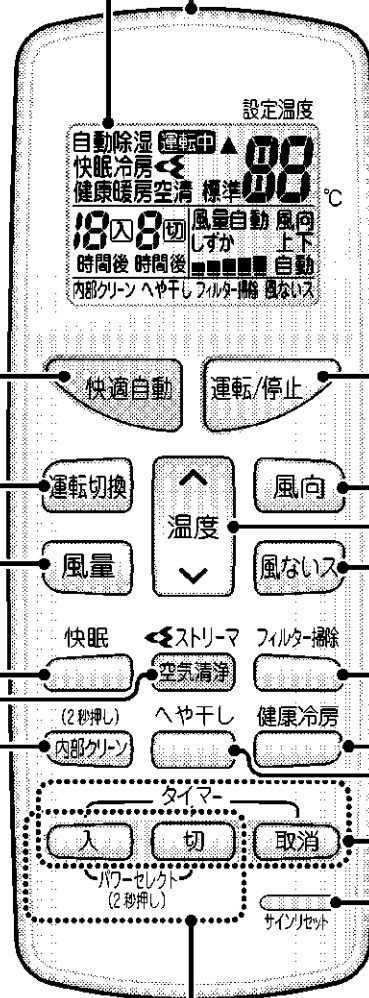 設定温度
自動除湿 運転中 ▲ 88
快眠冷房
健康暖房空清 標準 ℃
18 入 8 切 風量自動 風向
しずか 上下
時間後 時間後 自動
内部クリーン へや干し フィルター掃除 風ないス
快適自動 運転/停止
運転切換 風向
温度
風量 風ないス
快眠 ストリーマ フィルター掃除
空気清浄
(2秒押し) へや干し 健康冷房
内部クリーン
タイマー
入 切 取消
パワーセレクト
(2秒押し)
サインリセット